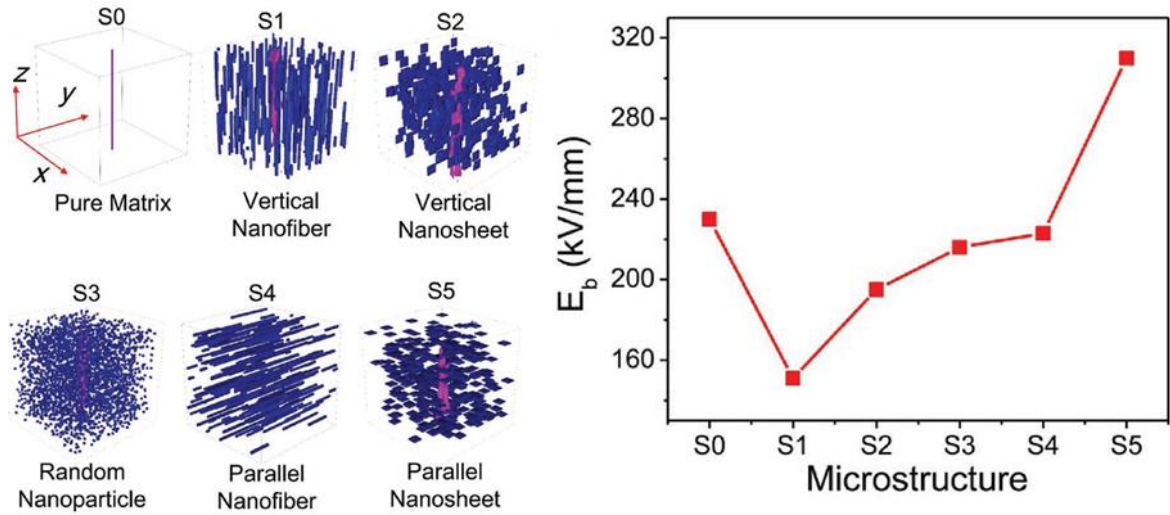 S0
S1
S2
z
y
x
Pure Matrix
Vertical
Nanofiber
Vertical
Nanosheet
S3
S4
S5
Random
Nanoparticle
Parallel
Nanofiber
Parallel
Nanosheet
E_b (kV/mm)
320
280
240
200
160
S0 S1 S2 S3 S4 S5
Microstructure